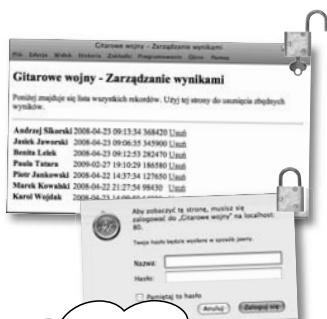 Gitarowe wojny - Zarządzanie wynikami
Plik Edycja Widok Historia Zakładki Programowanie Okno Pomoc
Gitarowe wojny - Zarządzanie wynikami
Poniżej znajduje się lista wszystkich rekordów. Użyj tej strony do usunięcia zbędnych
wyników.
Andrzej Sikorski 2008-04-23 09:13:34 368420 Usuń
Jasiek Jaworski 2008-04-23 09:06:35 345900 Usuń
Benita Lolek 2008-04-23 09:12:53 282470 Usuń
Paula Tatara 2009-02-27 19:10:29 186580 Usuń
Piotr Jankowski 2008-04-22 14:37:34 127650 Usuń
Marek Kowalski 2008-04-22 21:27:54 98430 Usuń
Karol Wojdak
Aby zobaczyć tę stronę, musisz się
zalogować do „Gitarowe wojny" na localhost:
80.
Twoje hasło będzie wysłane w sposób jawny.
Nazwa:
Hasło:
Pamiętaj to hasło
Anuluj Zaloguj się